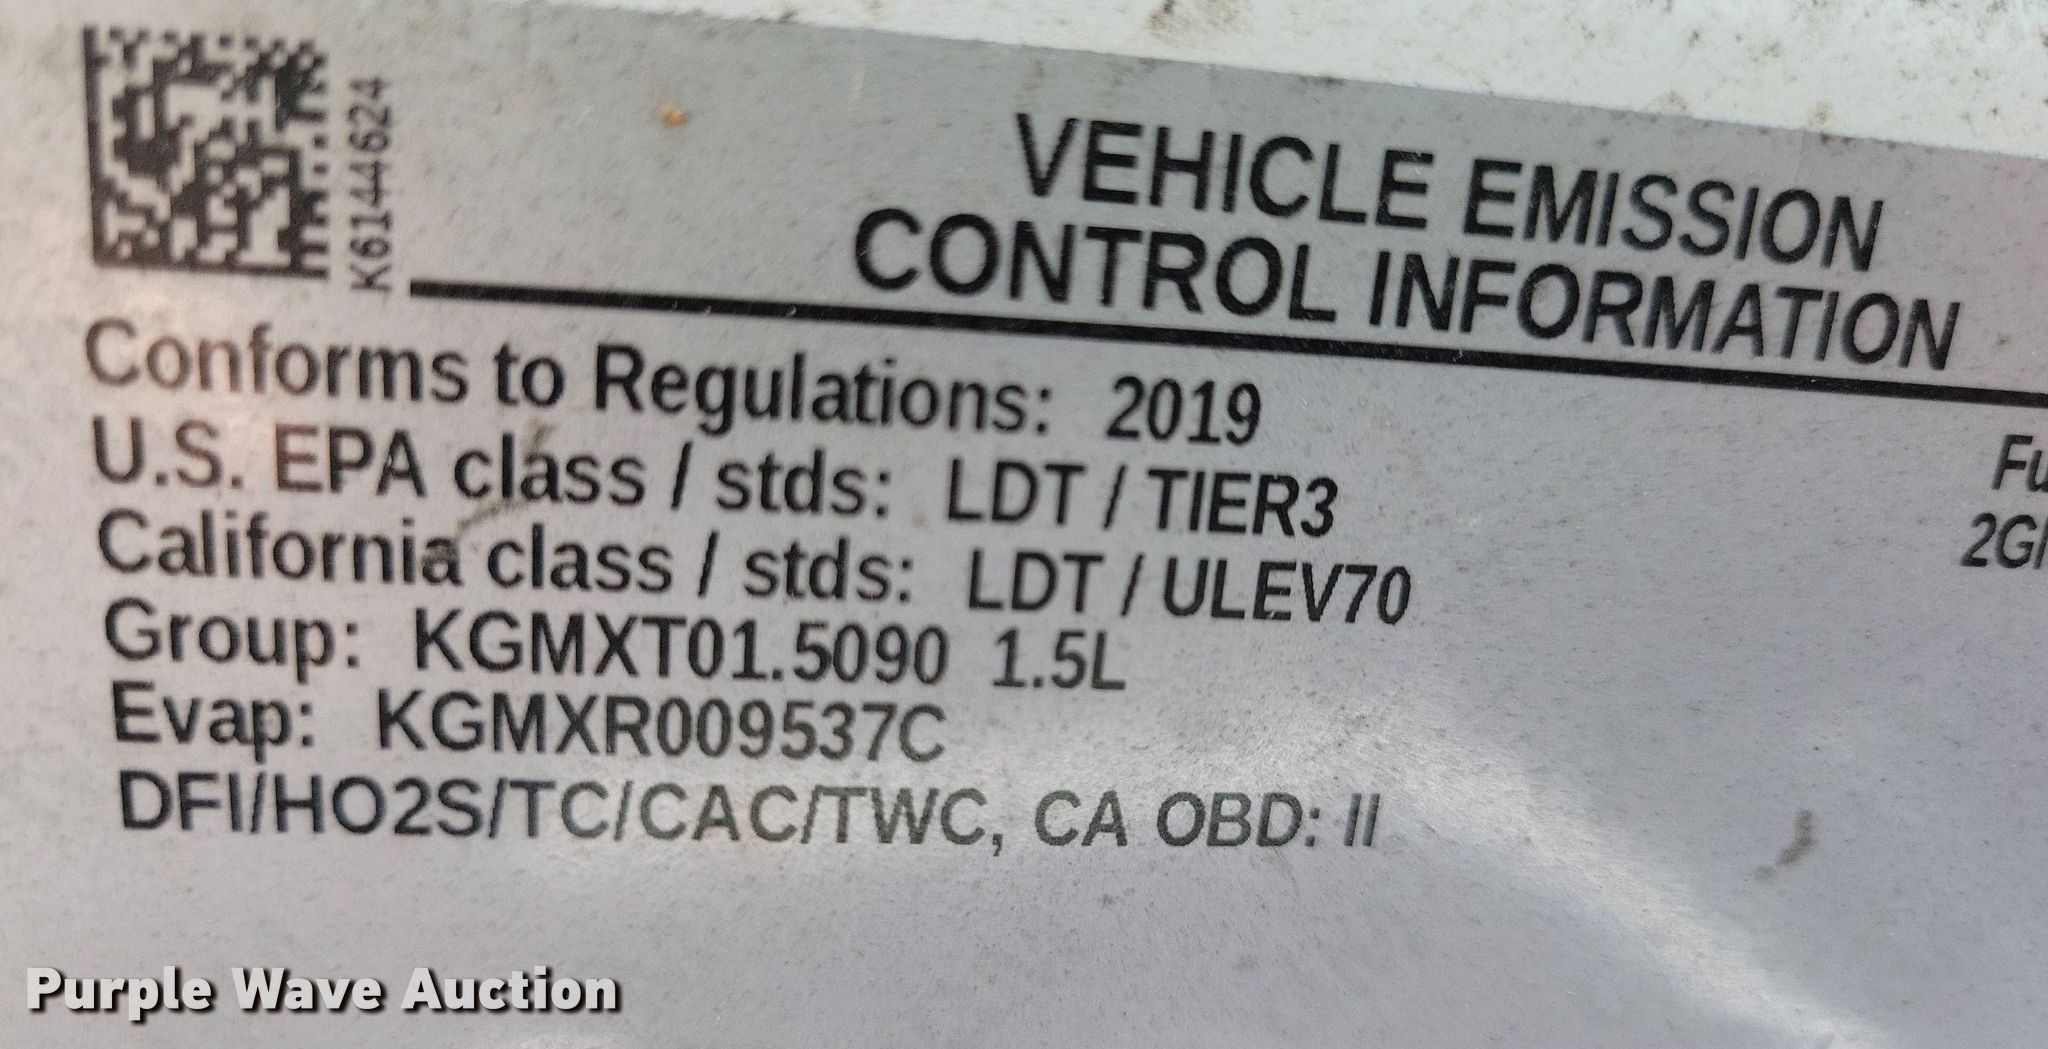 K6144624
VEHICLE EMISSION
CONTROL INFORMATION
Conforms to Regulations: 2019
U.S. EPA class / stds: LDT / TIER3
California class / stds: LDT / ULEV70
Group: KGMXT01.5090 1.5L
Evap: KGMXR009537C
DFI/HO2S/TC/CAC/TWC, CA OBD: II
Purple Wave Auction